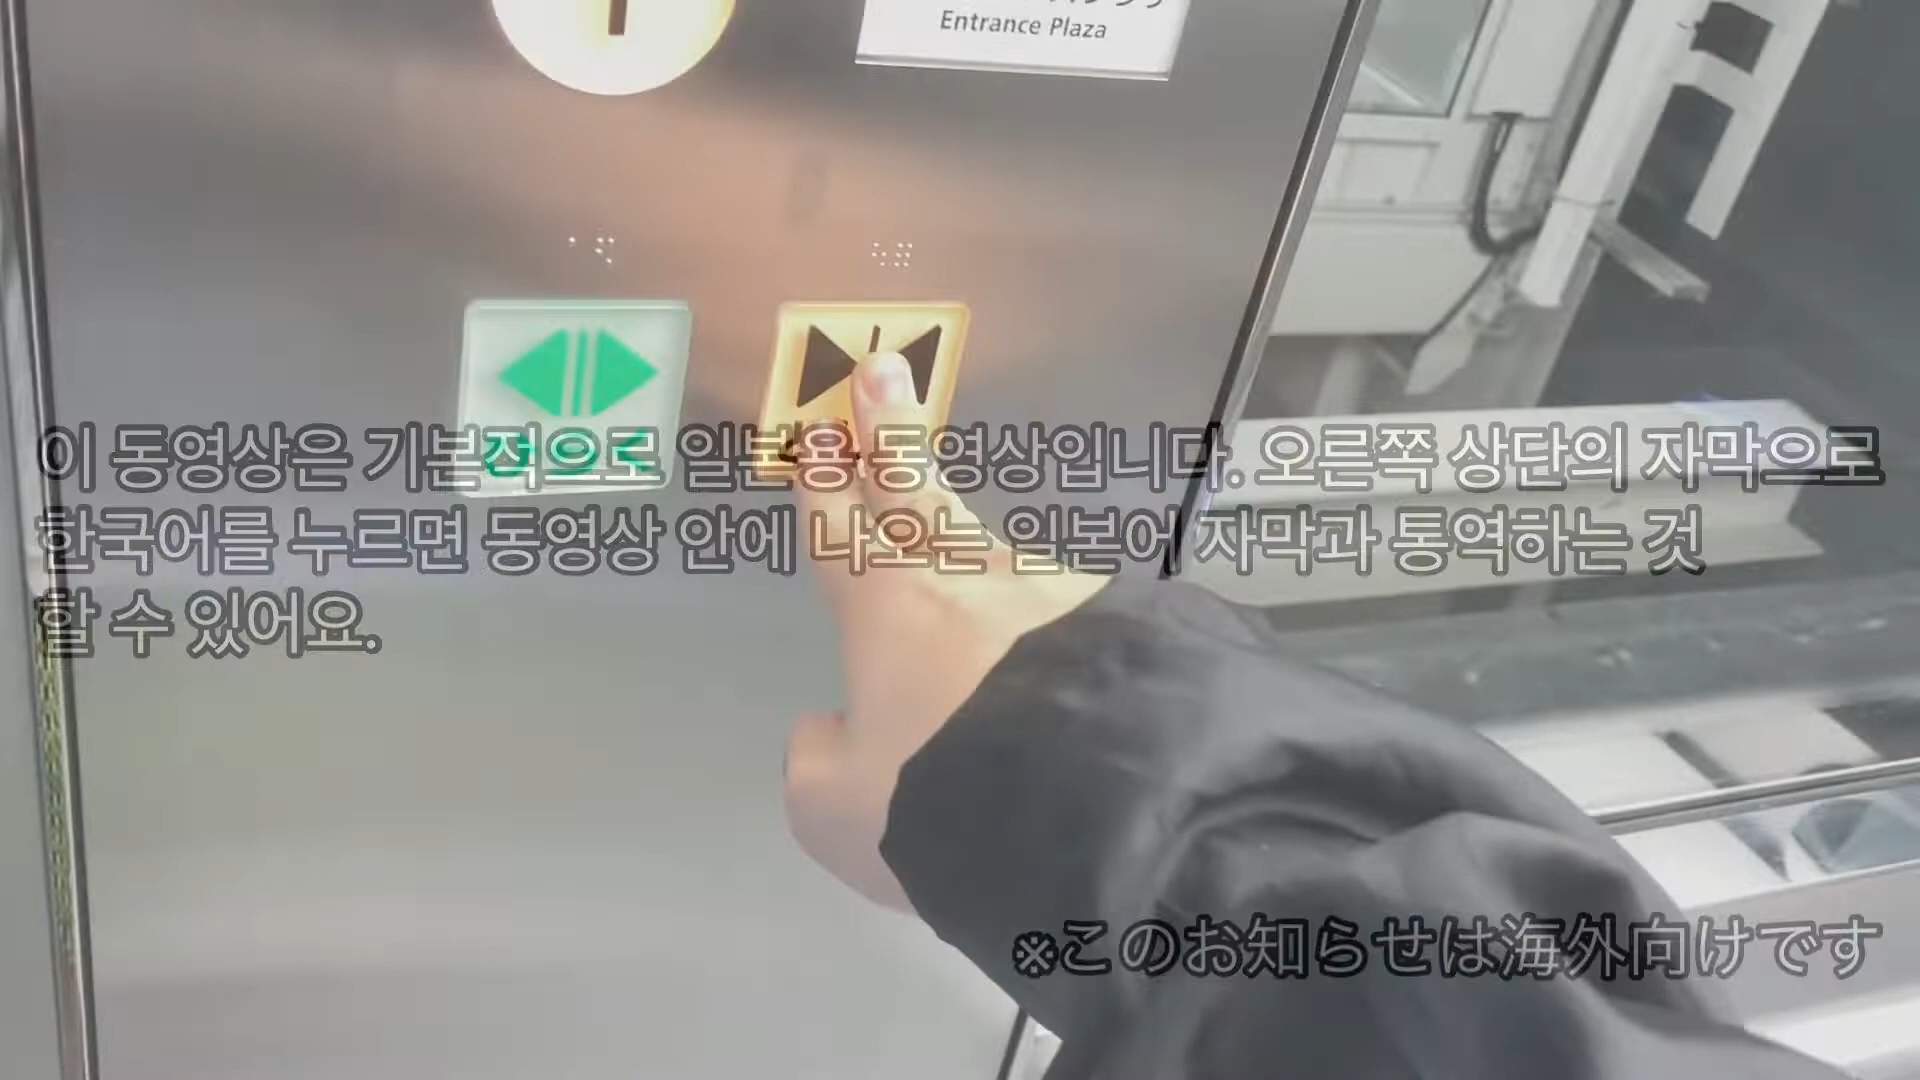 1
Entrance Plaza
이 동영상은 기본적으로 일본용 동영상입니다. 오른쪽 상단의 자막으로
한국어를 누르면 동영상 안에 나오는 일본어 자막과 통역하는 것
할 수 있어요.
※このお知らせは海外向けです